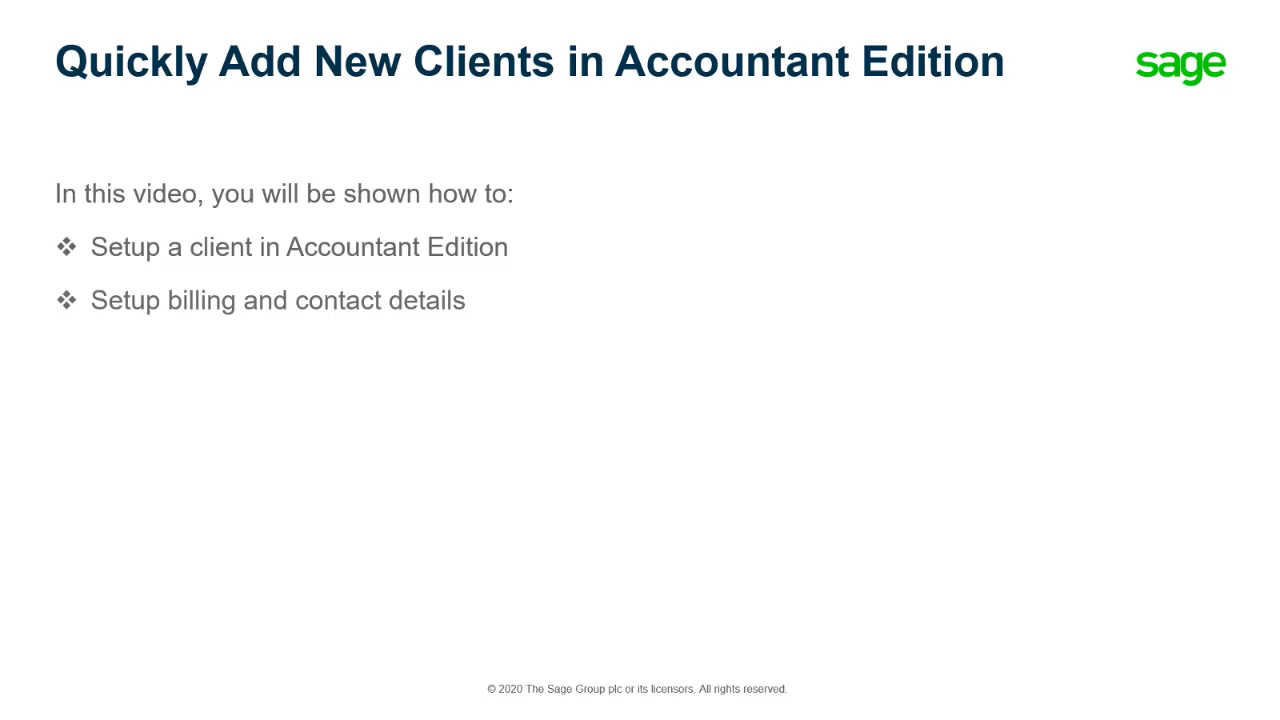 Quickly Add New Clients in Accountant Edition
sage
In this video, you will be shown how to:
❖ Setup a client in Accountant Edition
❖ Setup billing and contact details
© 2020 The Sage Group plc or its licensors. All rights reserved.